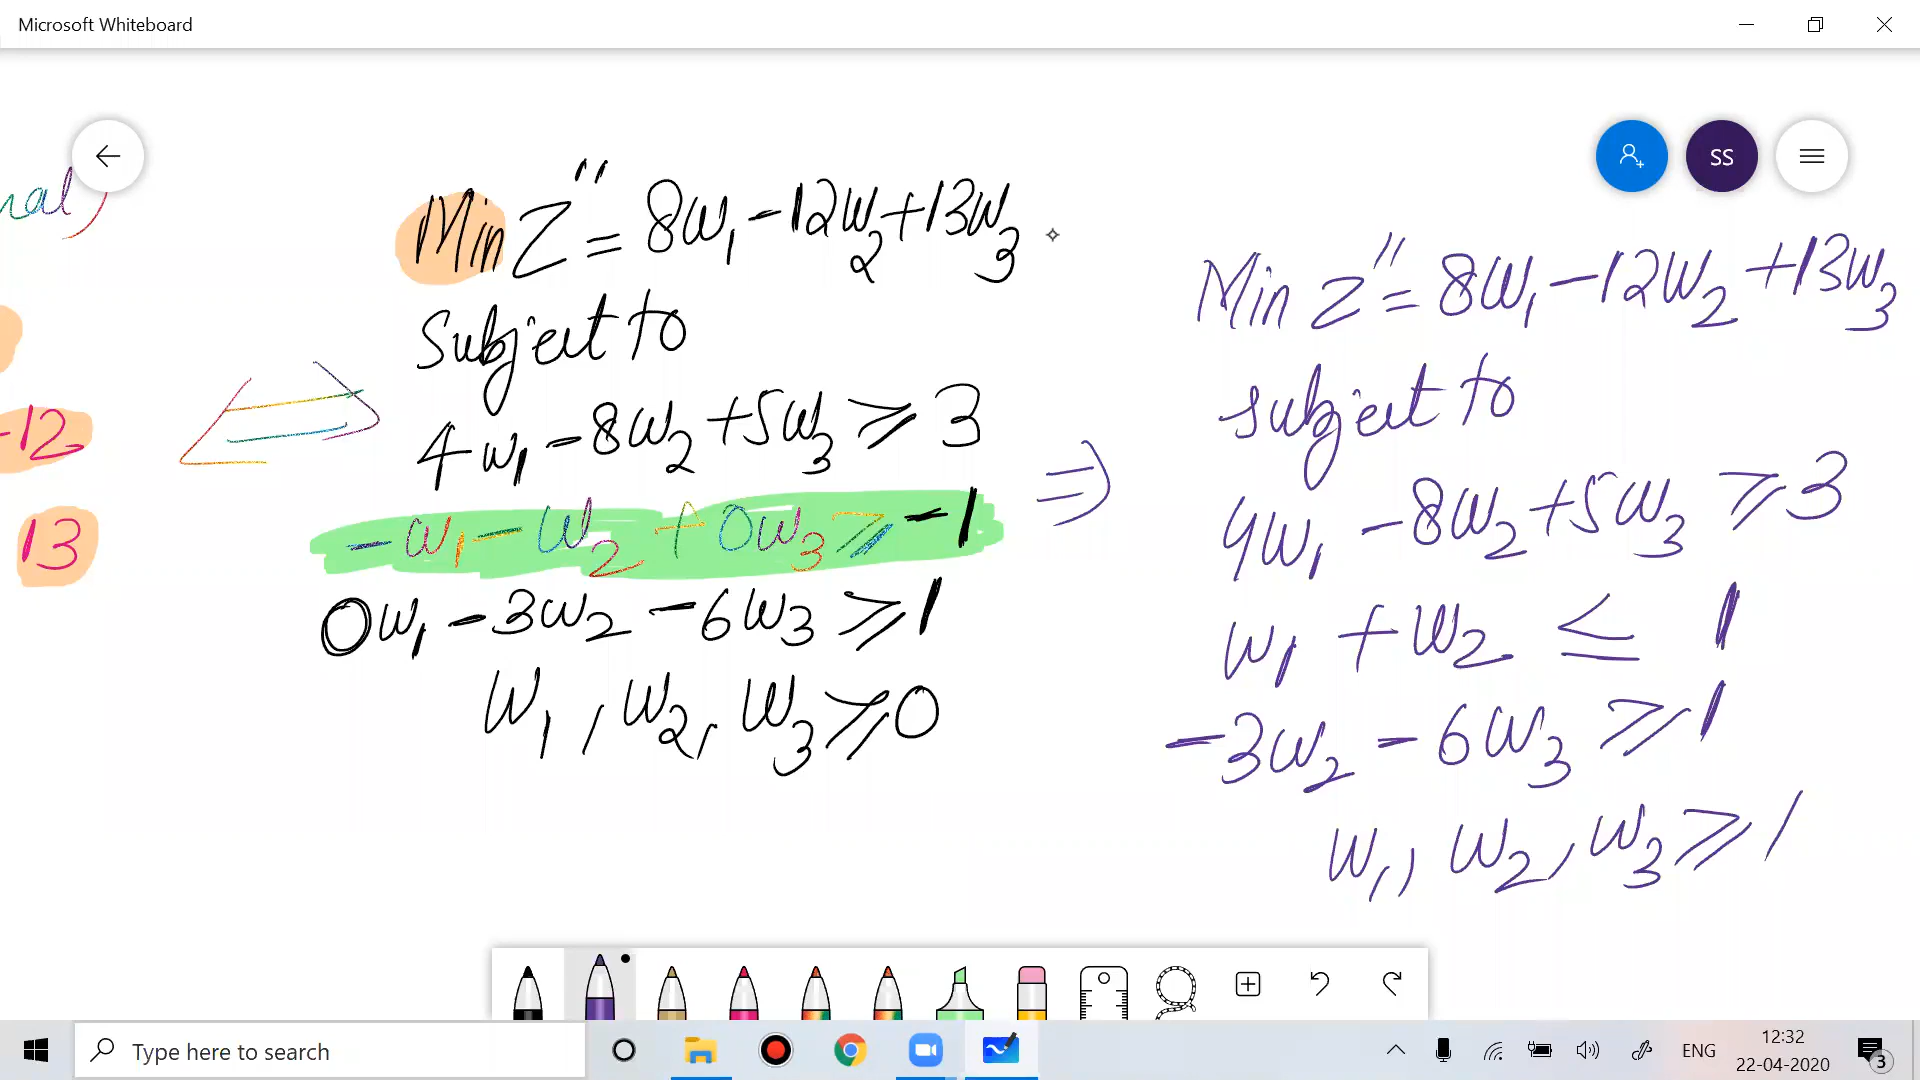 Microsoft Whiteboard
nal)
SS
-12
13
Min Z'' = 8w₁ - 12w₂ + 13w₃
Subject to
4w₁ - 8w₂ + 5w₃ ≥ 3
-w₁ - w₂ + 0w₃ ≥ -1
0w₁ - 3w₂ - 6w₃ ≥ 1
w₁, w₂, w₃ ≥ 0
⇒
Min Z'' = 8w₁ - 12w₂ + 13w₃
subject to
4w₁ - 8w₂ + 5w₃ ≥ 3
w₁ + w₂ ≤ 1
-3w₂ - 6w₃ ≥ 1
w₁, w₂, w₃ ≥ 1
Type here to search
ENG
12:32
22-04-2020
3